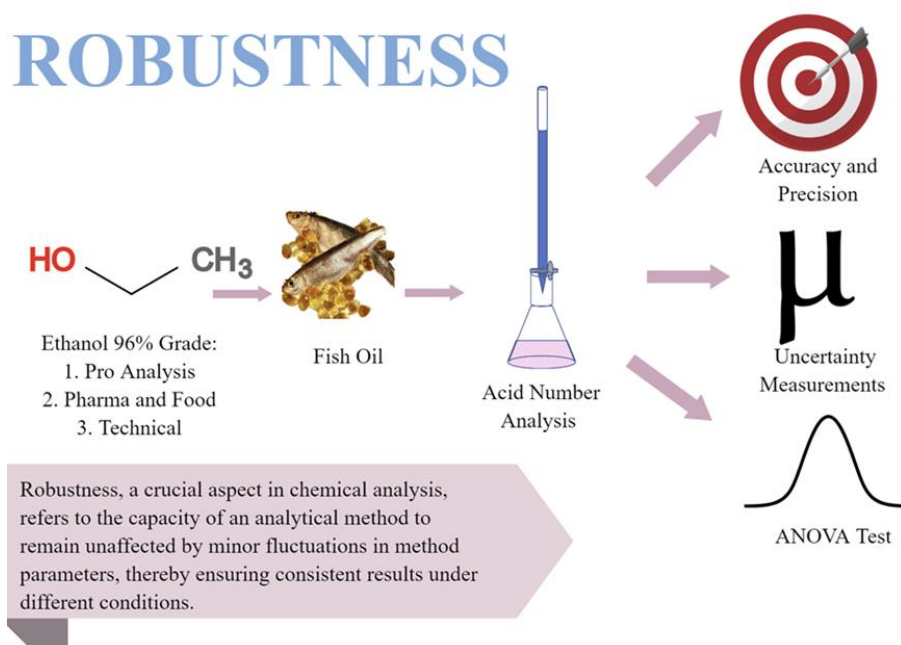 ROBUSTNESS
HO
CH3
Ethanol 96% Grade:
1. Pro Analysis
2. Pharma and Food
3. Technical
Fish Oil
Acid Number
Analysis
Accuracy and
Precision
μ
Uncertainty
Measurements
ANOVA Test
Robustness, a crucial aspect in chemical analysis,
refers to the capacity of an analytical method to
remain unaffected by minor fluctuations in method
parameters, thereby ensuring consistent results under
different conditions.